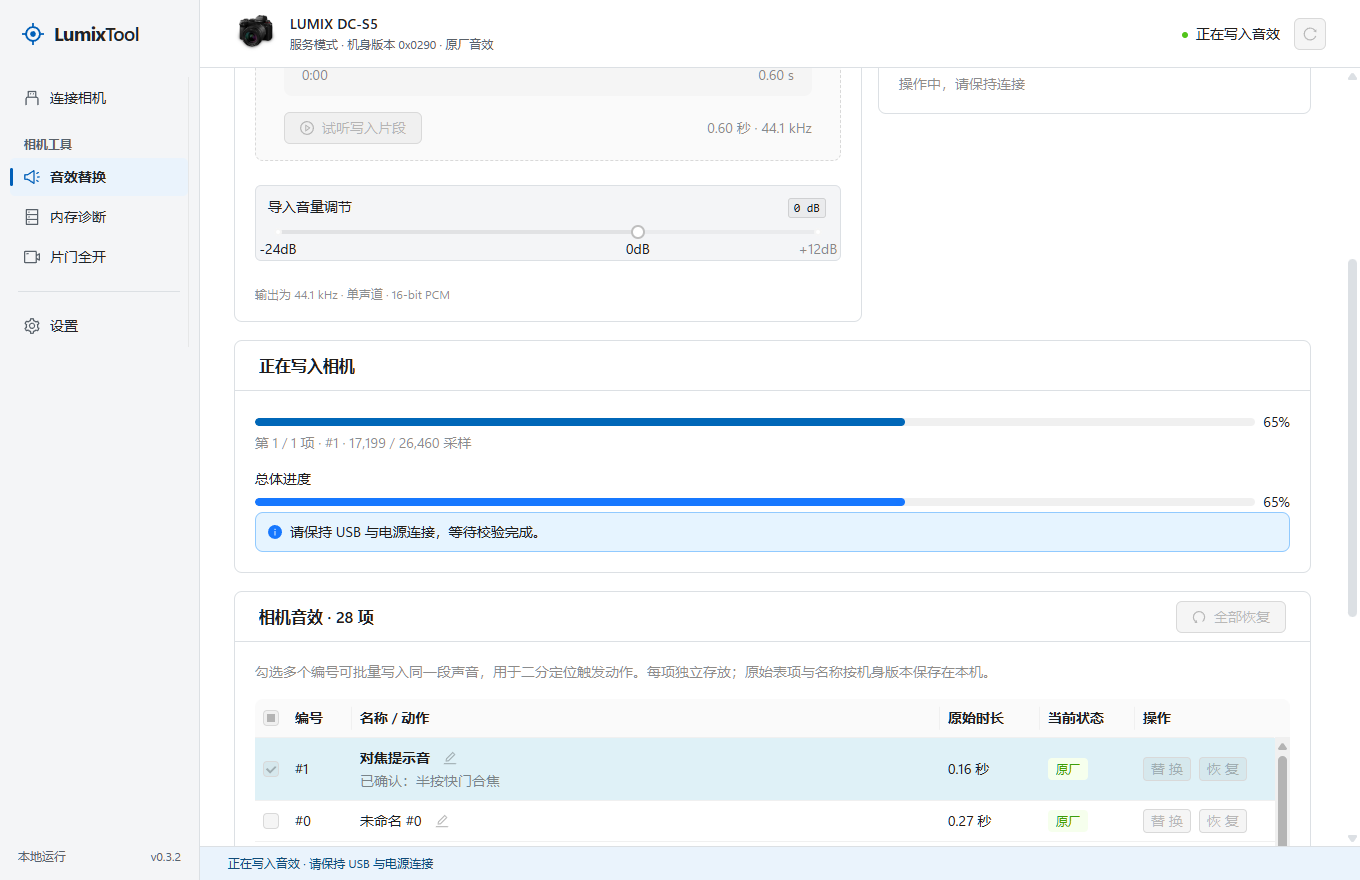 LumixTool
连接相机
相机工具
音效替换
内存诊断
片门全开
设置
本地运行
v0.3.2
LUMIX DC-S5
服务模式 · 机身版本 0x0290 · 原厂音效
正在写入音效
0:00
0.60 s
试听写入片段
0.60 秒 · 44.1 kHz
操作中，请保持连接
导入音量调节
0 dB
-24dB
0dB
+12dB
输出为 44.1 kHz · 单声道 · 16-bit PCM
正在写入相机
65%
第 1 / 1 项 · #1 · 17,199 / 26,460 采样
总体进度
65%
请保持 USB 与电源连接，等待校验完成。
相机音效 · 28 项
全部恢复
勾选多个编号可批量写入同一段声音，用于二分定位触发动作。每项独立存放；原始表项与名称按机身版本保存在本机。
编号 名称 / 动作 原始时长 当前状态 操作
#1 对焦提示音 0.16 秒 原厂 替换 恢复
已确认：半按快门合焦
#0 未命名 #0 0.27 秒 原厂 替换 恢复
正在写入音效 · 请保持 USB 与电源连接